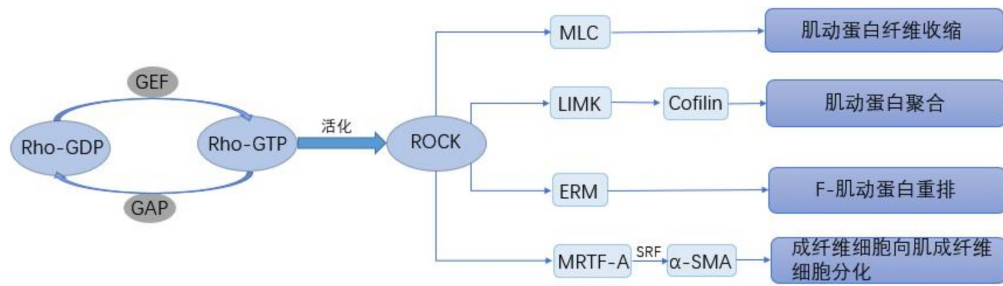 GEF
Rho-GDP
Rho-GTP
GAP
活化
ROCK
MLC
肌动蛋白纤维收缩
LIMK
Cofilin
肌动蛋白聚合
ERM
F-肌动蛋白重排
MRTF-A
SRF
α-SMA
成纤维细胞向肌成纤维
细胞分化